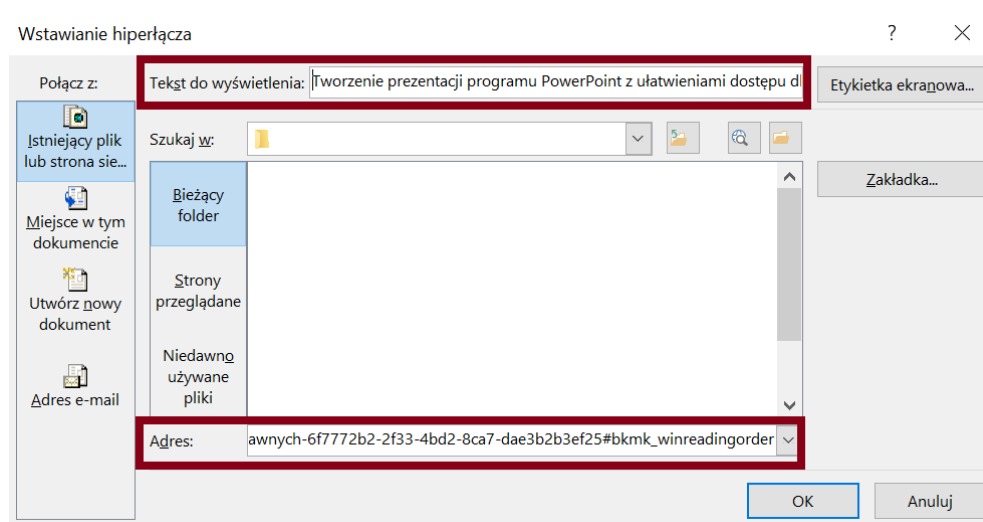 Wstawianie hiperłącza
?
Połącz z:
Tekst do wyświetlenia: Tworzenie prezentacji programu PowerPoint z ułatwieniami dostępu dl
Etykietka ekranowa...
Istniejący plik
lub strona sie...
Szukaj w:
Bieżący
folder
Zakładka...
Miejsce w tym
dokumencie
Strony
przeglądane
Utwórz nowy
dokument
Niedawno
używane
pliki
Adres e-mail
Adres: awnych-6f7772b2-2f33-4bd2-8ca7-dae3b2b3ef25#bkmk_winreadingorder
OK
Anuluj